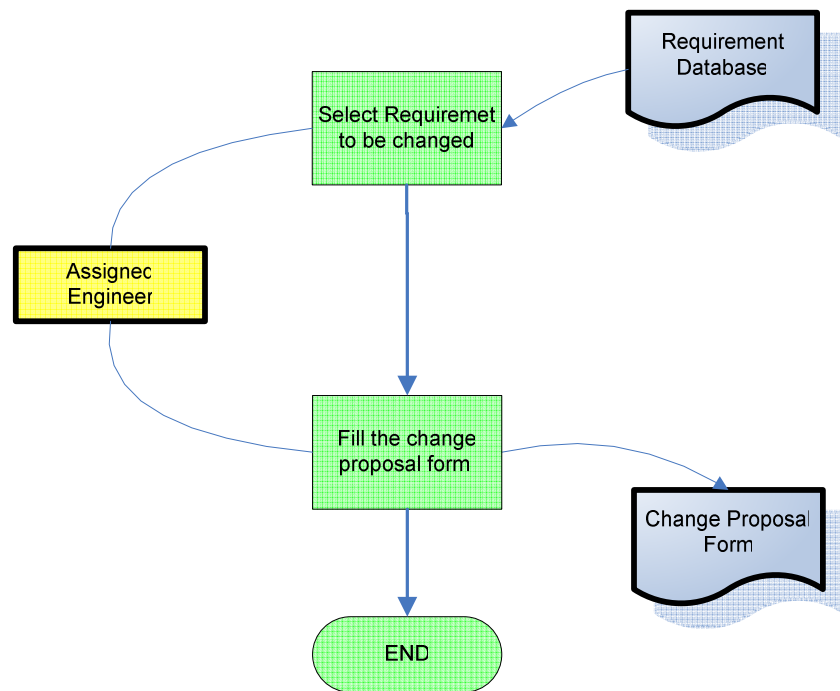 Requirement
Database
Select Requiremet
to be changed
Assigned
Engineer
Fill the change
proposal form
Change Proposal
Form
END